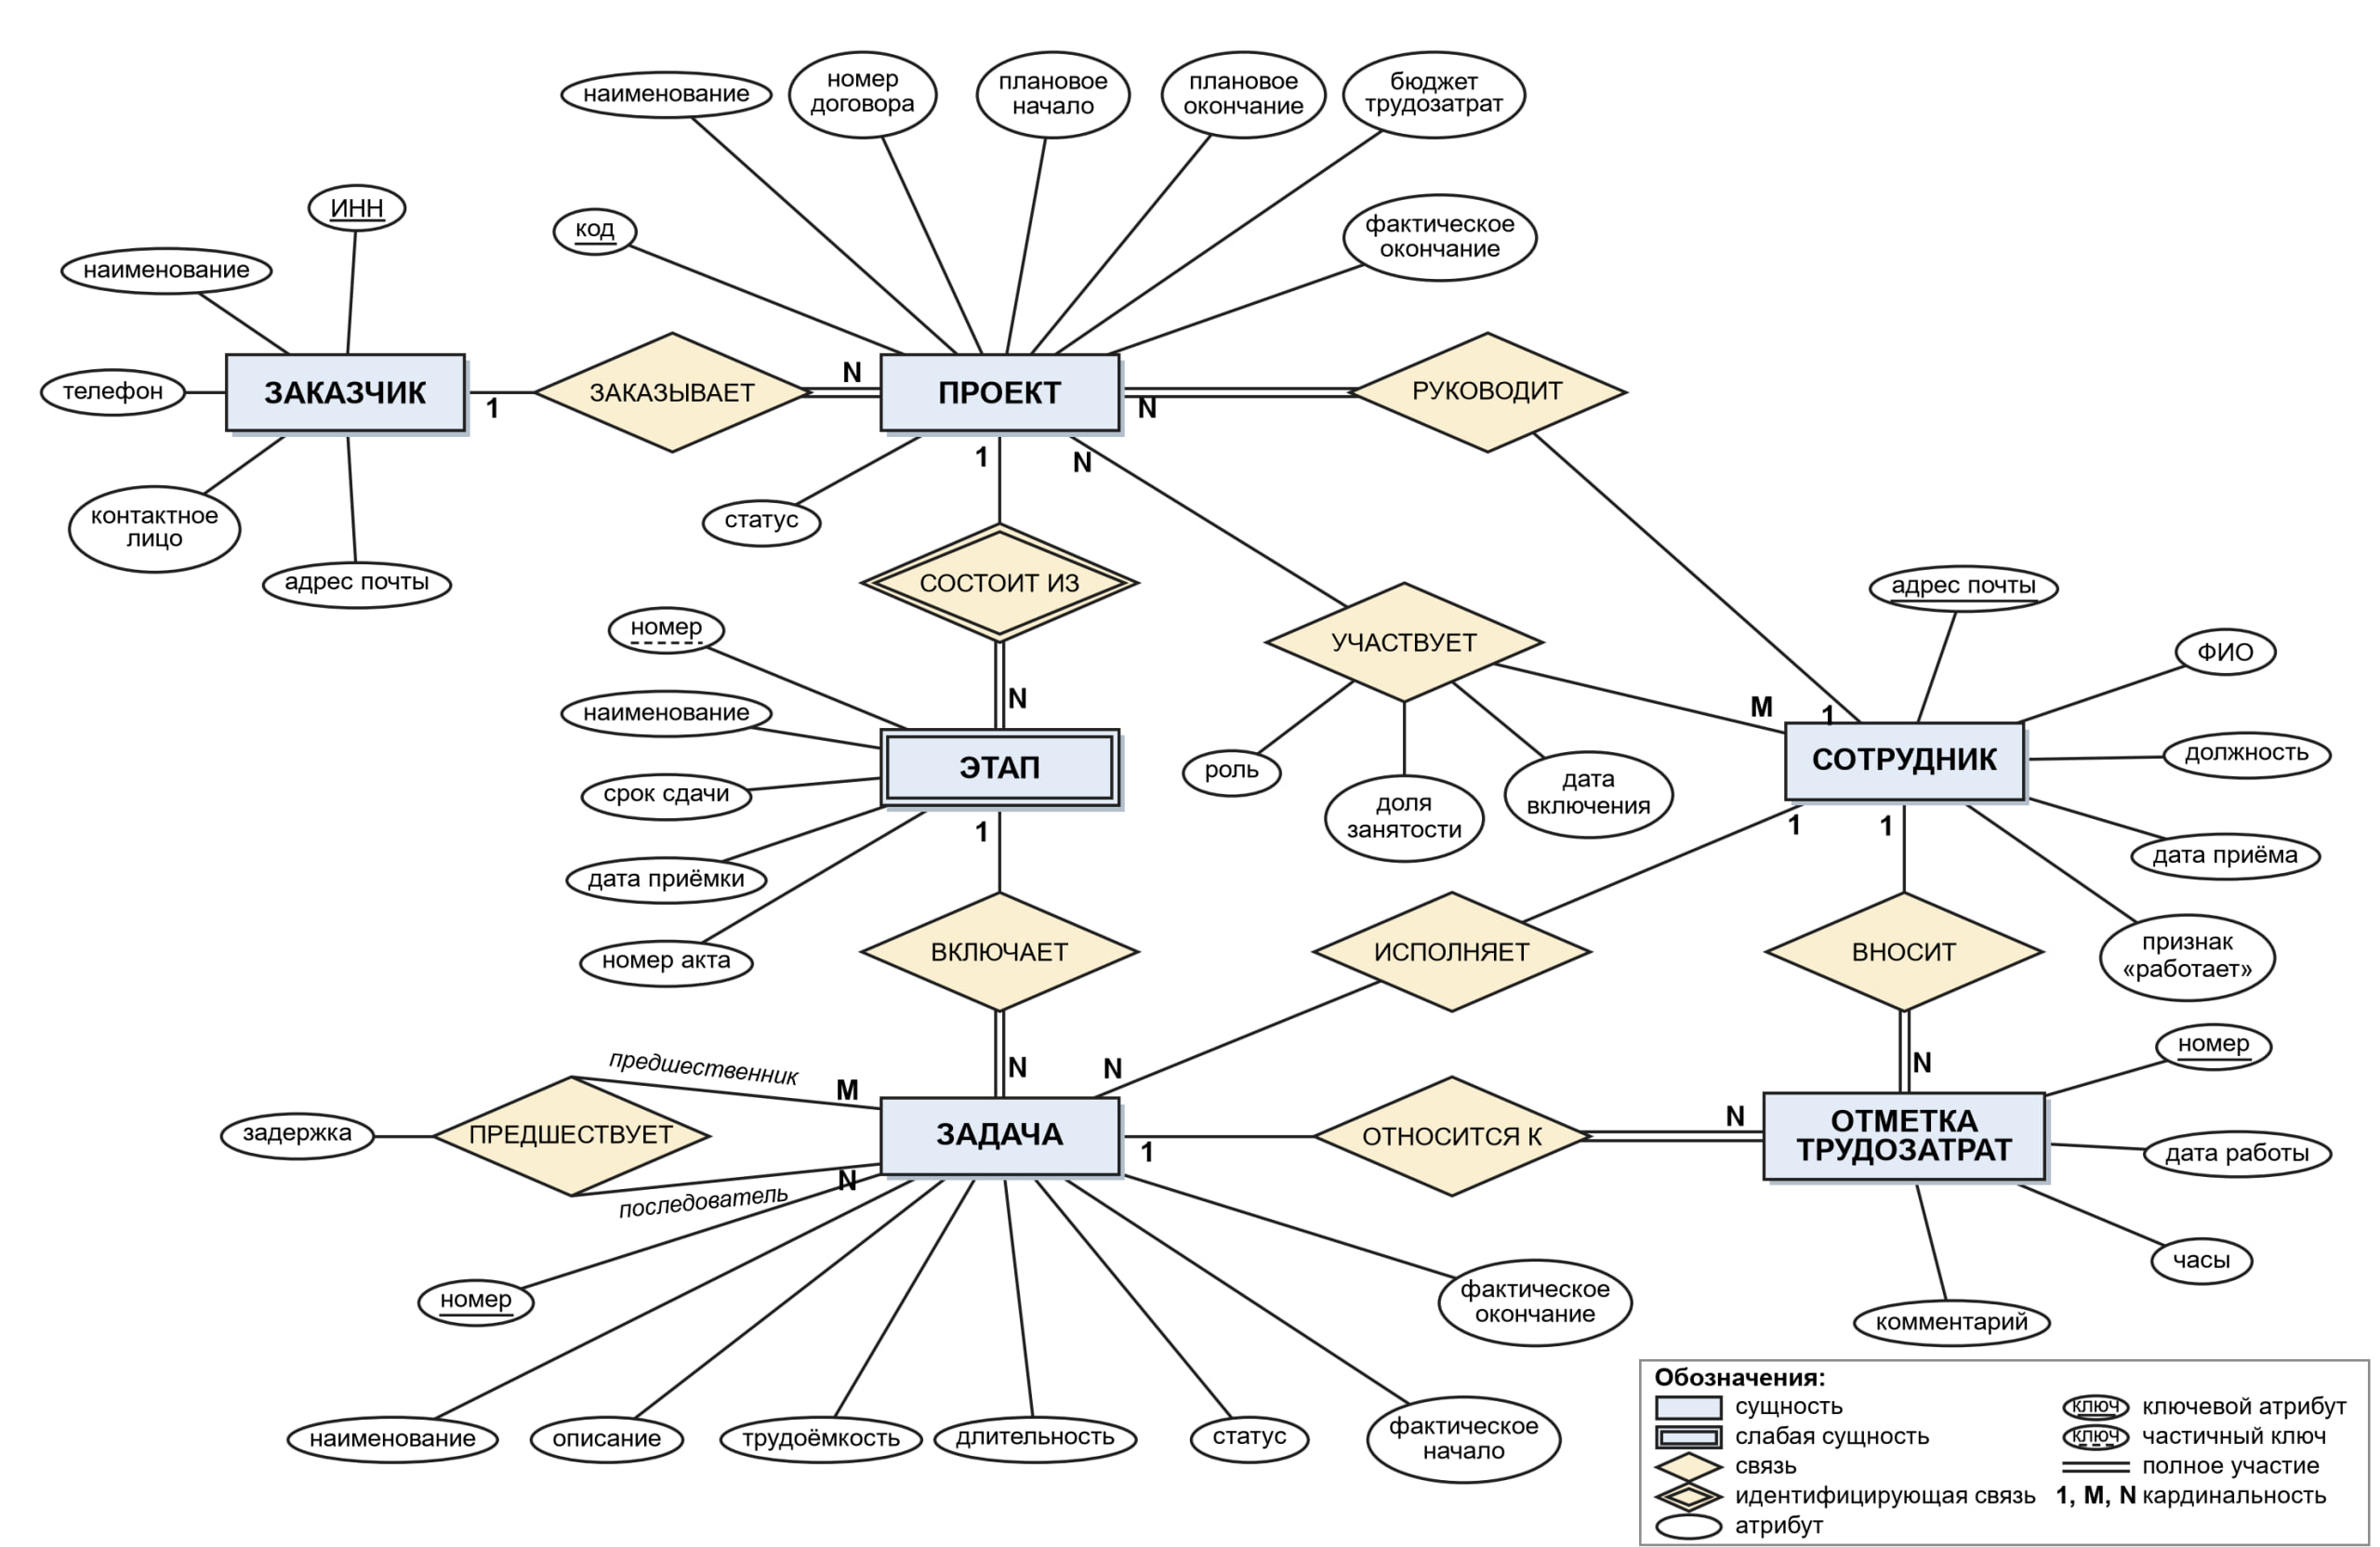 наименование
номер
договора
плановое
начало
плановое
окончание
бюджет
трудозатрат
ИНН
код
фактическое
окончание
наименование
телефон
ЗАКАЗЧИК
1
ЗАКАЗЫВАЕТ
N
ПРОЕКТ
N
РУКОВОДИТ
контактное
лицо
адрес почты
статус
1
N
СОСТОИТ ИЗ
УЧАСТВУЕТ
адрес почты
ФИО
номер
наименование
срок сдачи
дата приёмки
номер акта
N
ЭТАП
1
роль
доля
занятости
дата
включения
M
1
СОТРУДНИК
должность
дата приёма
признак
«работает»
1
1
ВКЛЮЧАЕТ
ИСПОЛНЯЕТ
ВНОСИТ
N
N
N
номер
предшественник
M
задержка
ПРЕДШЕСТВУЕТ
ЗАДАЧА
1
ОТНОСИТСЯ К
N
ОТМЕТКА
ТРУДОЗАТРАТ
дата работы
последователь
N
номер
часы
фактическое
окончание
комментарий
наименование
описание
трудоёмкость
длительность
статус
фактическое
начало
Обозначения:
сущность
слабая сущность
связь
идентифицирующая связь
атрибут
ключ
ключевой атрибут
ключ
частичный ключ
полное участие
1, M, N кардинальность